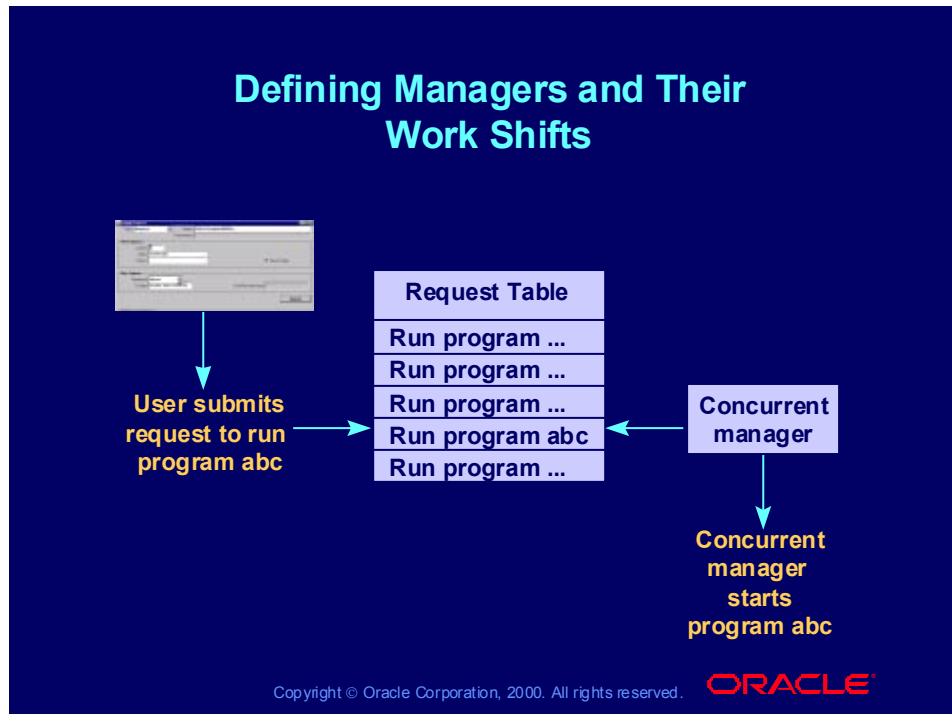 Defining Managers and Their
Work Shifts
Request Table
Run program ...
Run program ...
Run program ...
Run program abc
Run program ...
User submits
request to run
program abc
Concurrent
manager
Concurrent
manager
starts
program abc
Copyright © Oracle Corporation, 2000. All rights reserved.
ORACLE®